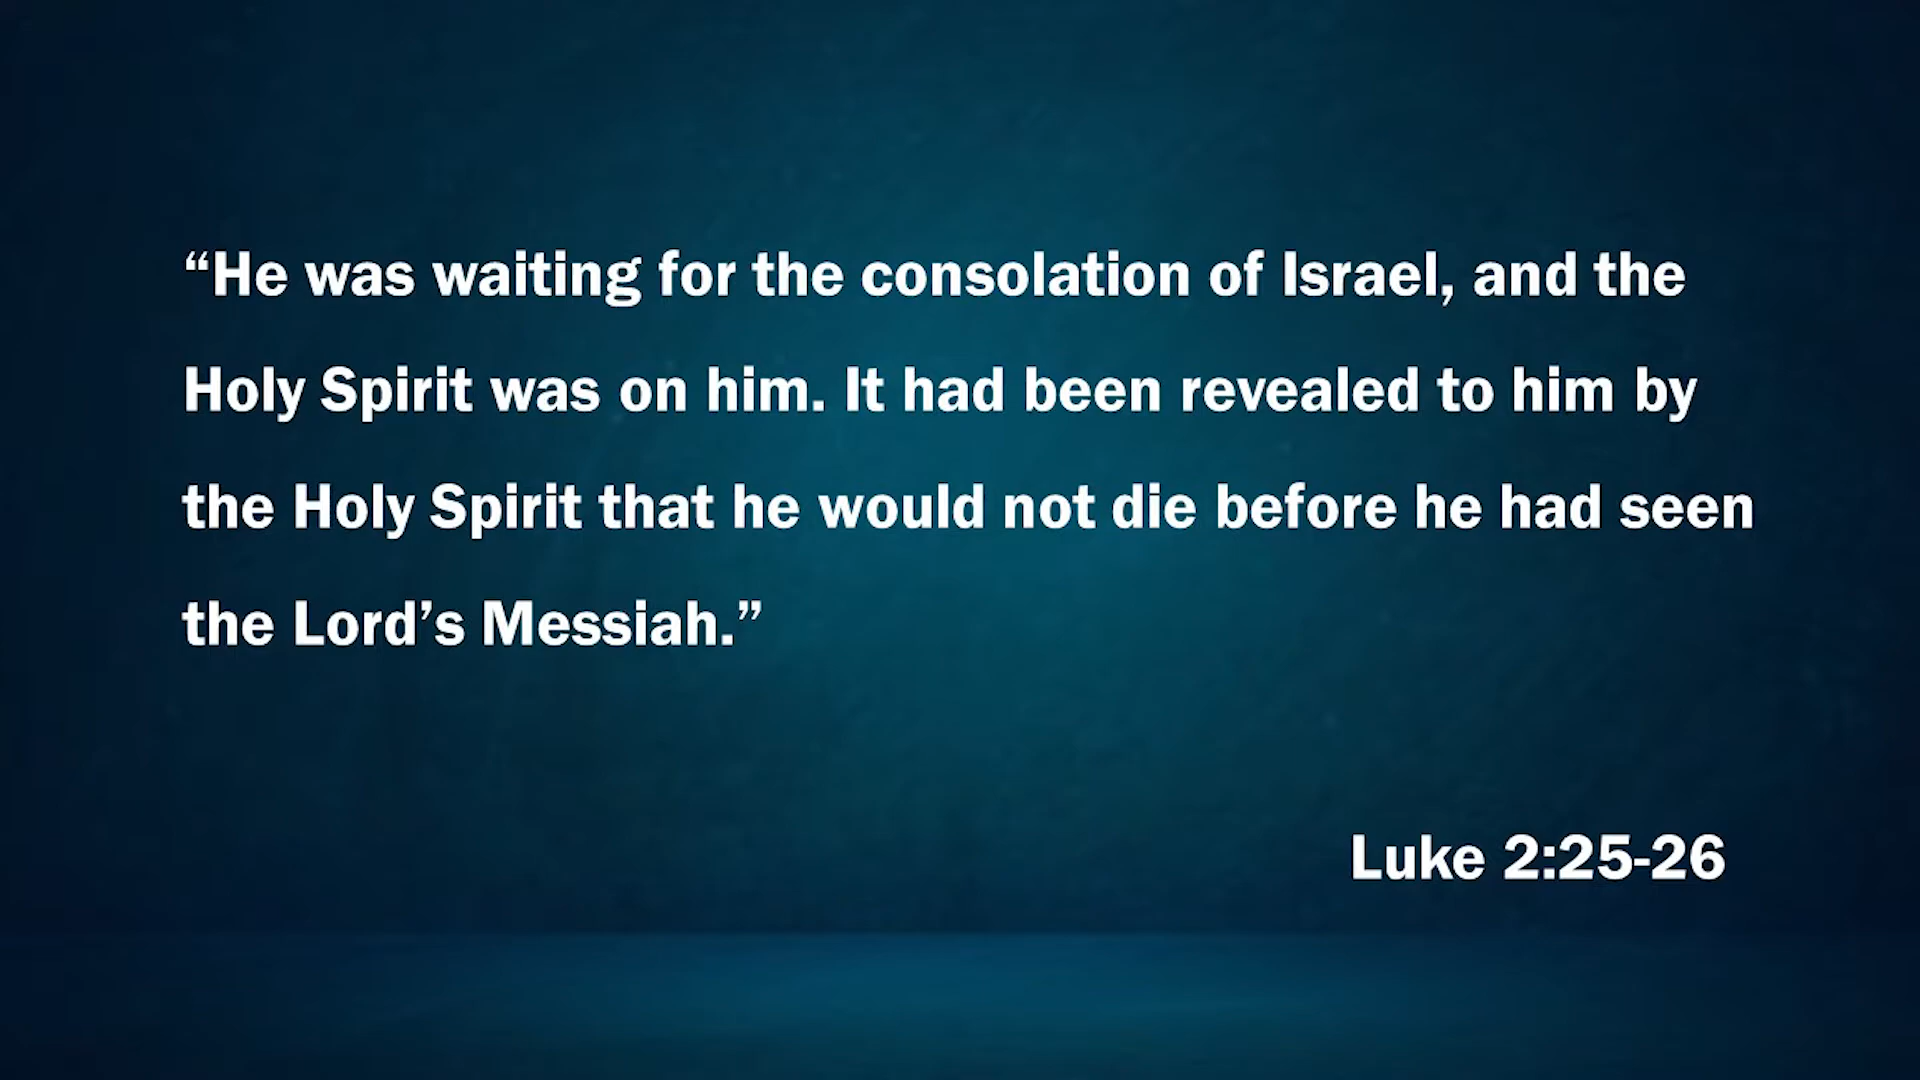 “He was waiting for the consolation of Israel, and the
Holy Spirit was on him. It had been revealed to him by
the Holy Spirit that he would not die before he had seen
the Lord’s Messiah.”
Luke 2:25-26